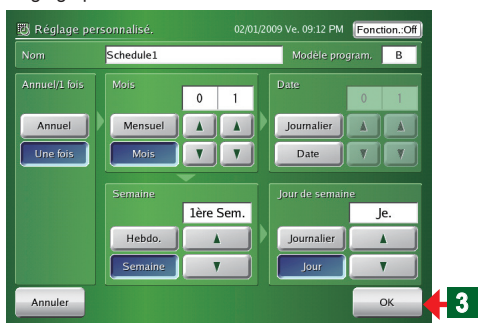 Réglage personnalisé. 02/01/2009 Ve. 09:12 PM Fonction.:Off
Nom Schedule1 Modèle program. B
Annuel/1 fois Mois Date
0 1 0 1
Annuel Mensuel Journalier
Une fois Mois Date
Semaine Jour de semaine
1ère Sem. Je.
Hebdo. Journalier
Semaine Jour
Annuler OK 3